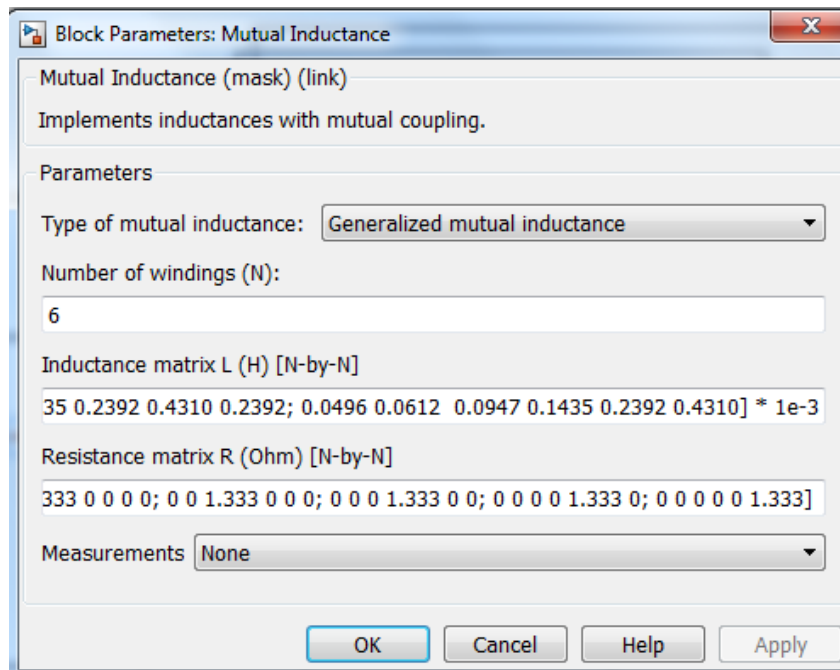 Block Parameters: Mutual Inductance
X
Mutual Inductance (mask) (link)
Implements inductances with mutual coupling.
Parameters
Type of mutual inductance: Generalized mutual inductance
Number of windings (N):
6
Inductance matrix L (H) [N-by-N]
35 0.2392 0.4310 0.2392; 0.0496 0.0612  0.0947 0.1435 0.2392 0.4310] * 1e-3
Resistance matrix R (Ohm) [N-by-N]
333 0 0 0 0; 0 0 1.333 0 0 0; 0 0 0 1.333 0 0; 0 0 0 0 1.333 0; 0 0 0 0 0 1.333]
Measurements None
OK Cancel Help Apply